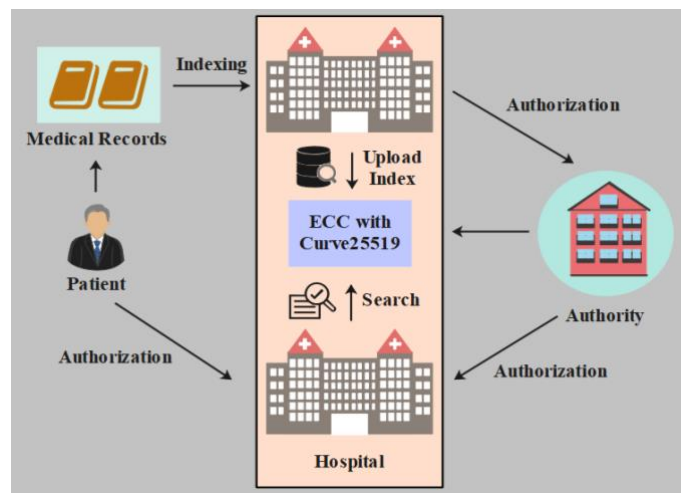 Indexing
Authorization
Medical Records
Upload
Index
ECC with
Curve25519
Patient
Search
Authority
Authorization
Authorization
Hospital